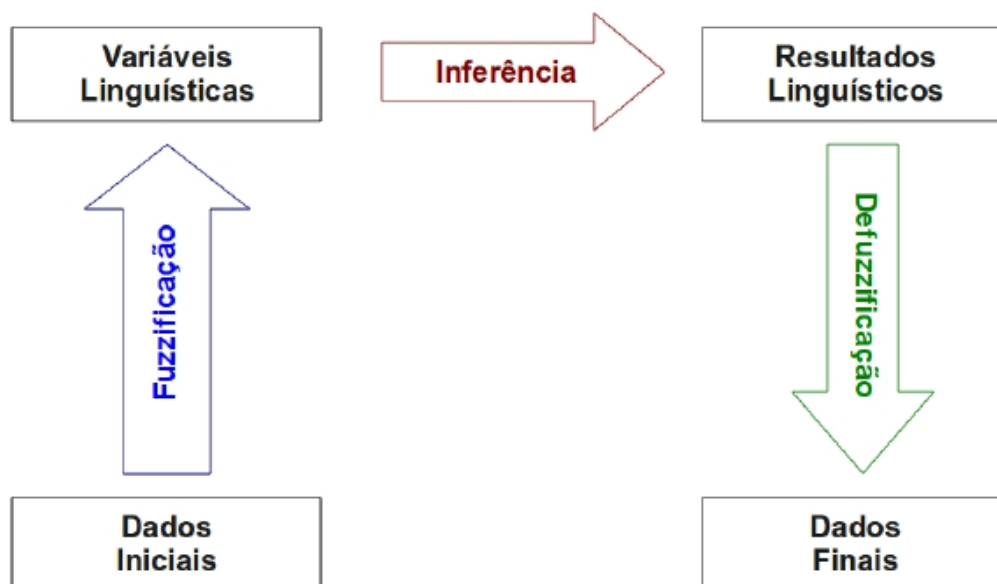 Variáveis
Linguísticas
Inferência
Resultados
Linguísticos
Fuzzificação
Defuzzificação
Dados
Iniciais
Dados
Finais